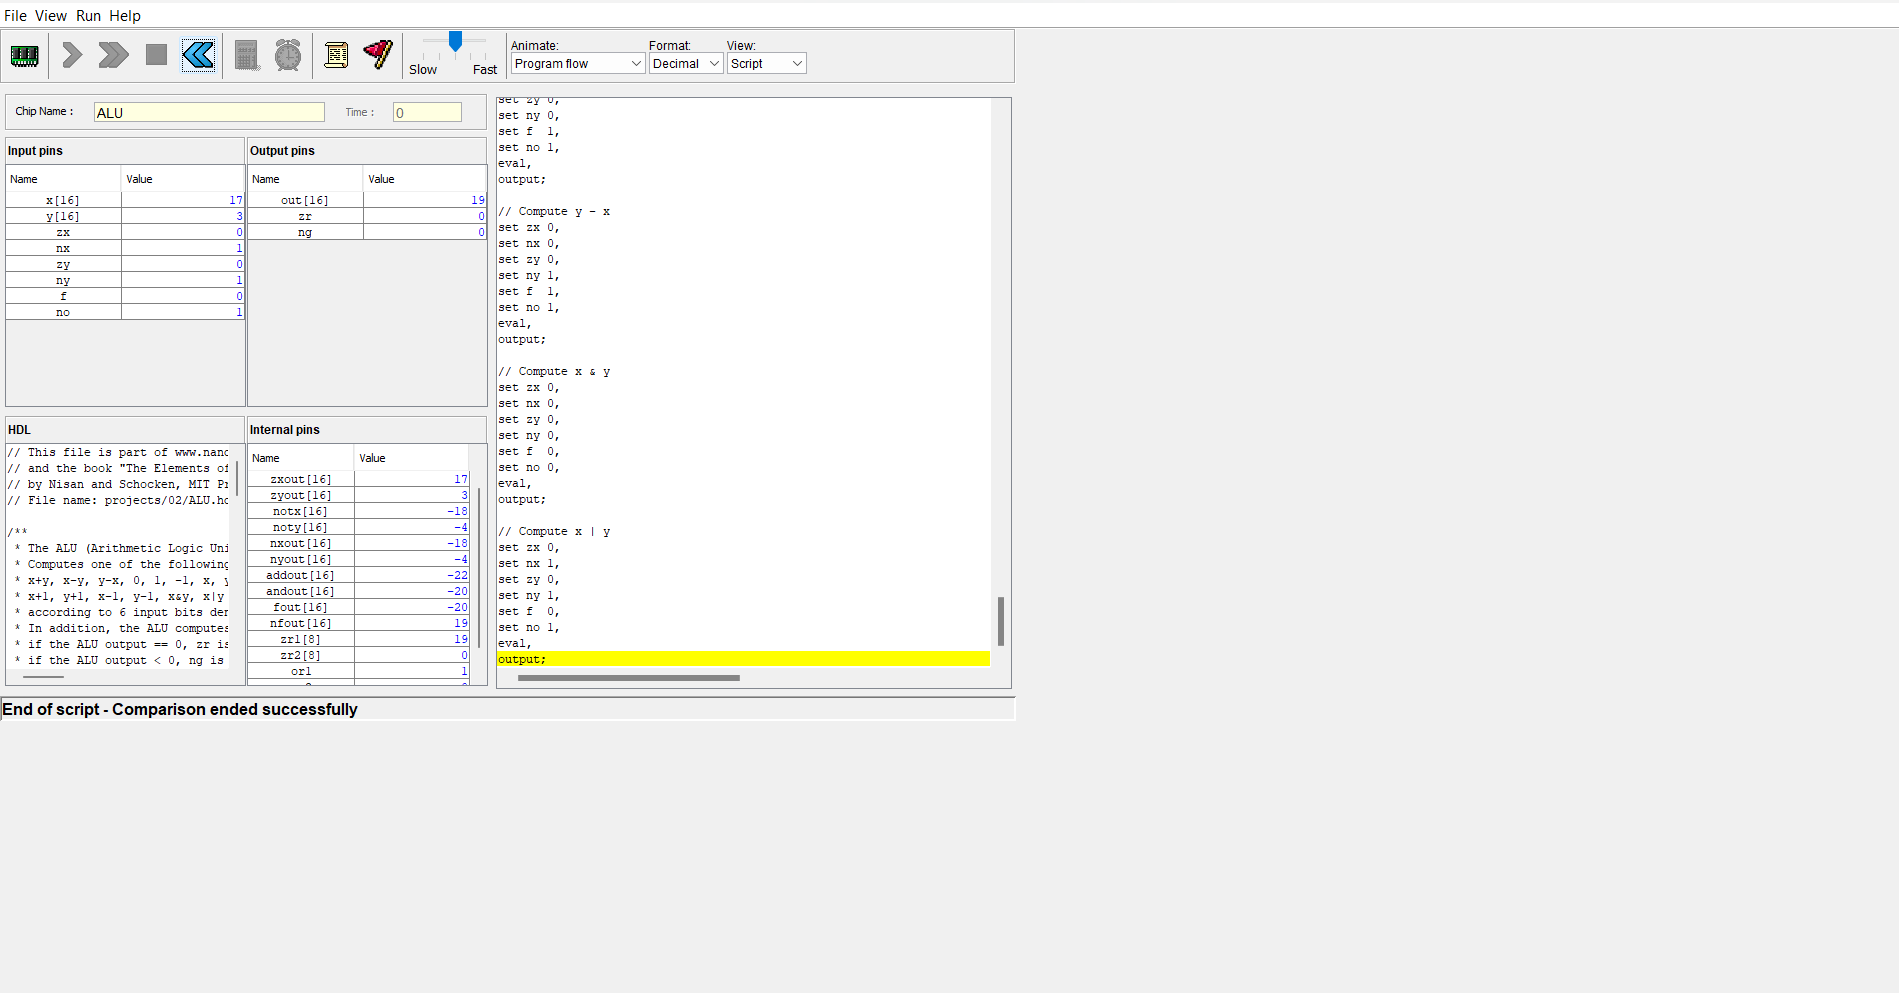 File View Run Help
Slow Fast
Animate: Format: View:
Program flow Decimal Script
Chip Name : ALU Time : 0
Input pins
Name Value
x[16] 17
y[16] 3
zx 0
nx 1
zy 0
ny 1
f 0
no 1
Output pins
Name Value
out[16] 19
zr 0
ng 0
HDL
// This file is part of www.nand
// and the book "The Elements of
// by Nisan and Schocken, MIT Pr
// File name: projects/02/ALU.hd
/**
* The ALU (Arithmetic Logic Uni
* Computes one of the following
* x+y, x-y, y-x, 0, 1, -1, x, y
* x+1, y+1, x-1, y-1, x&y, x|y
* according to 6 input bits den
* In addition, the ALU computes
* if the ALU output == 0, zr is
* if the ALU output < 0, ng is
Internal pins
Name Value
zxout[16] 17
zyout[16] 3
notx[16] -18
noty[16] -4
nxout[16] -18
nyout[16] -4
addout[16] -22
andout[16] -20
fout[16] -20
nfout[16] 19
zr1[8] 19
zr2[8] 0
or1 1
set zy 0,
set ny 0,
set f 1,
set no 1,
eval,
output;
// Compute y - x
set zx 0,
set nx 0,
set zy 0,
set ny 1,
set f 1,
set no 1,
eval,
output;
// Compute x & y
set zx 0,
set nx 0,
set zy 0,
set ny 0,
set f 0,
set no 0,
eval,
output;
// Compute x | y
set zx 0,
set nx 1,
set zy 0,
set ny 1,
set f 0,
set no 1,
eval,
output;
End of script - Comparison ended successfully